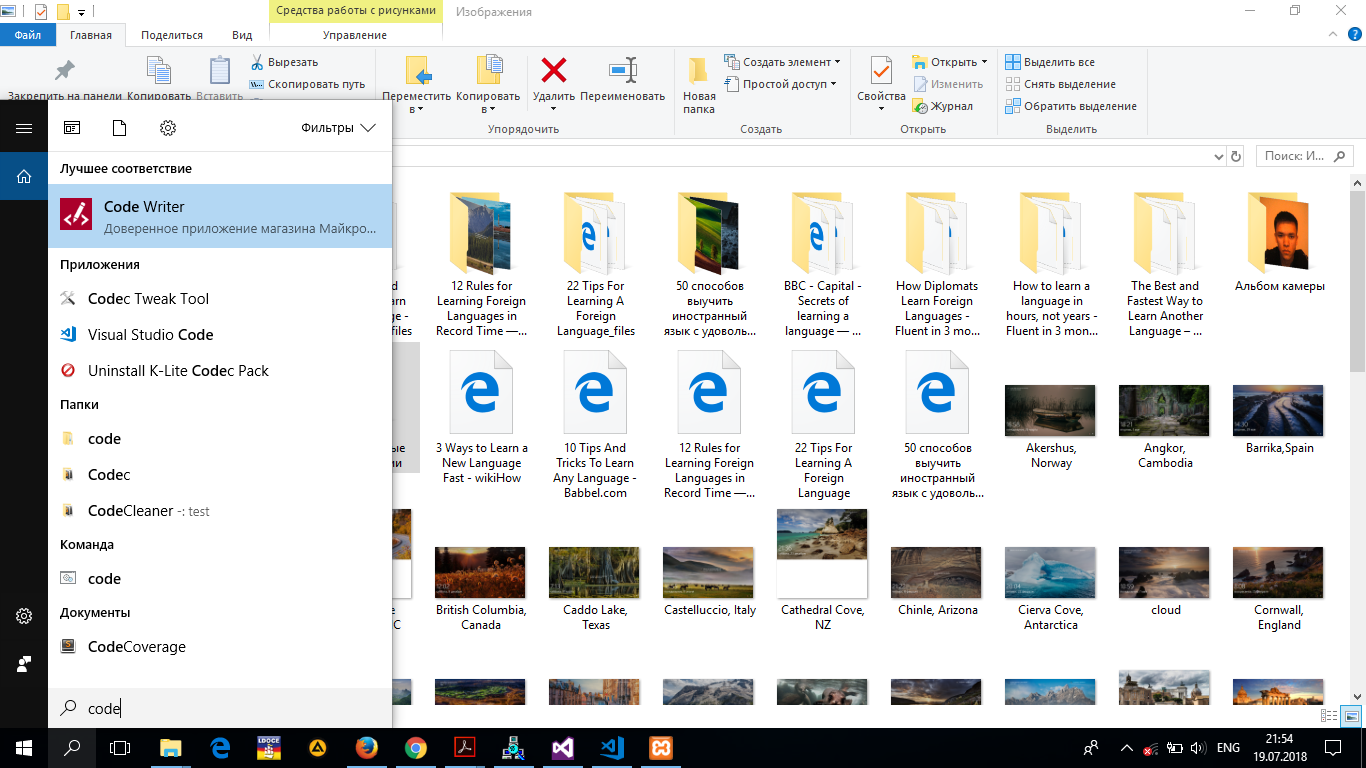 Средства работы с рисунками
Изображения
Файл
Главная
Поделиться
Вид
Управление
Закрепить на панели
Копировать
Вставить
Вырезать
Скопировать путь
Переместить в
Копировать в
Удалить
Переименовать
Упорядочить
Новая папка
Создать элемент
Простой доступ
Создать
Свойства
Открыть
Изменить
Журнал
Открыть
Выделить все
Снять выделение
Обратить выделение
Выделить
Поиск: И...
Фильтры
Лучшее соответствие
Code Writer
Доверенное приложение магазина Майкро...
Приложения
Codec Tweak Tool
Visual Studio Code
Uninstall K-Lite Codec Pack
Папки
code
Codec
CodeCleaner -: test
Команда
code
Документы
CodeCoverage
code
12 Rules for
Learning Foreign
Languages in
Record Time —...
22 Tips For
Learning A
Foreign
Language_files
50 способов
выучить
иностранный
язык с удоволь...
BBC - Capital -
Secrets of
learning a
language — ...
How Diplomats
Learn Foreign
Languages -
Fluent in 3 mo...
How to learn a
language in
hours, not years -
Fluent in 3 mon...
The Best and
Fastest Way to
Learn Another
Language – ...
Альбом камеры
3 Ways to Learn a
New Language
Fast - wikiHow
10 Tips And
Tricks To Learn
Any Language -
Babbel.com
12 Rules for
Learning Foreign
Languages in
Record Time —...
22 Tips For
Learning A
Foreign
Language
50 способов
выучить
иностранный
язык с удоволь...
Akershus,
Norway
Angkor,
Cambodia
Barrika,Spain
British Columbia,
Canada
Caddo Lake,
Texas
Castelluccio, Italy
Cathedral Cove,
NZ
Chinle, Arizona
Cierva Cove,
Antarctica
cloud
Cornwall,
England
LDOCE
ENG
21:54
19.07.2018